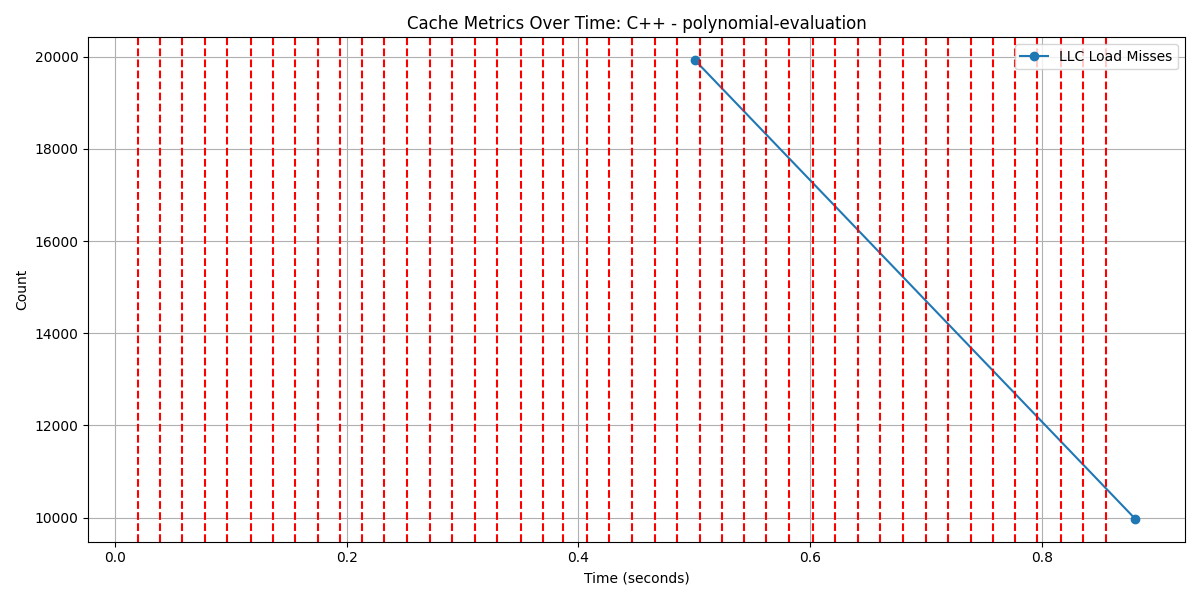 Cache Metrics Over Time: C++ - polynomial-evaluation
LLC Load Misses
Count
20000
18000
16000
14000
12000
10000
0.0
0.2
0.4
0.6
0.8
Time (seconds)